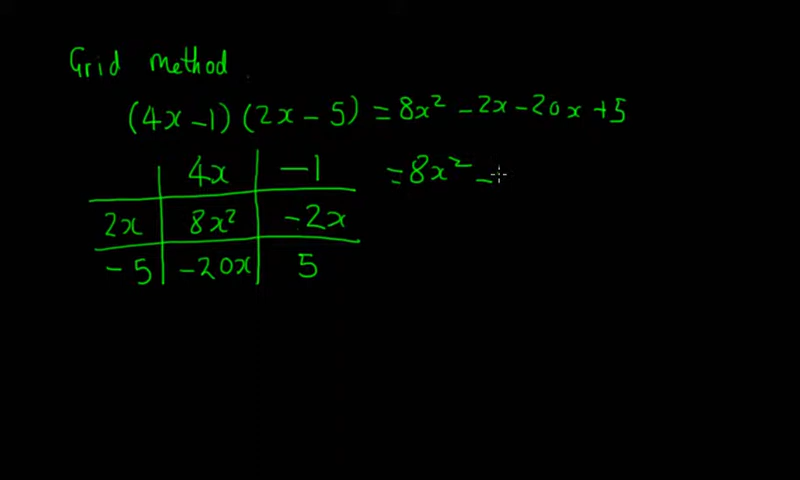 Grid method
(4x - 1) (2x - 5) = 8x² - 2x - 20x + 5
4x -1 = 8x² -
2x 8x² -2x
-5 -20x 5